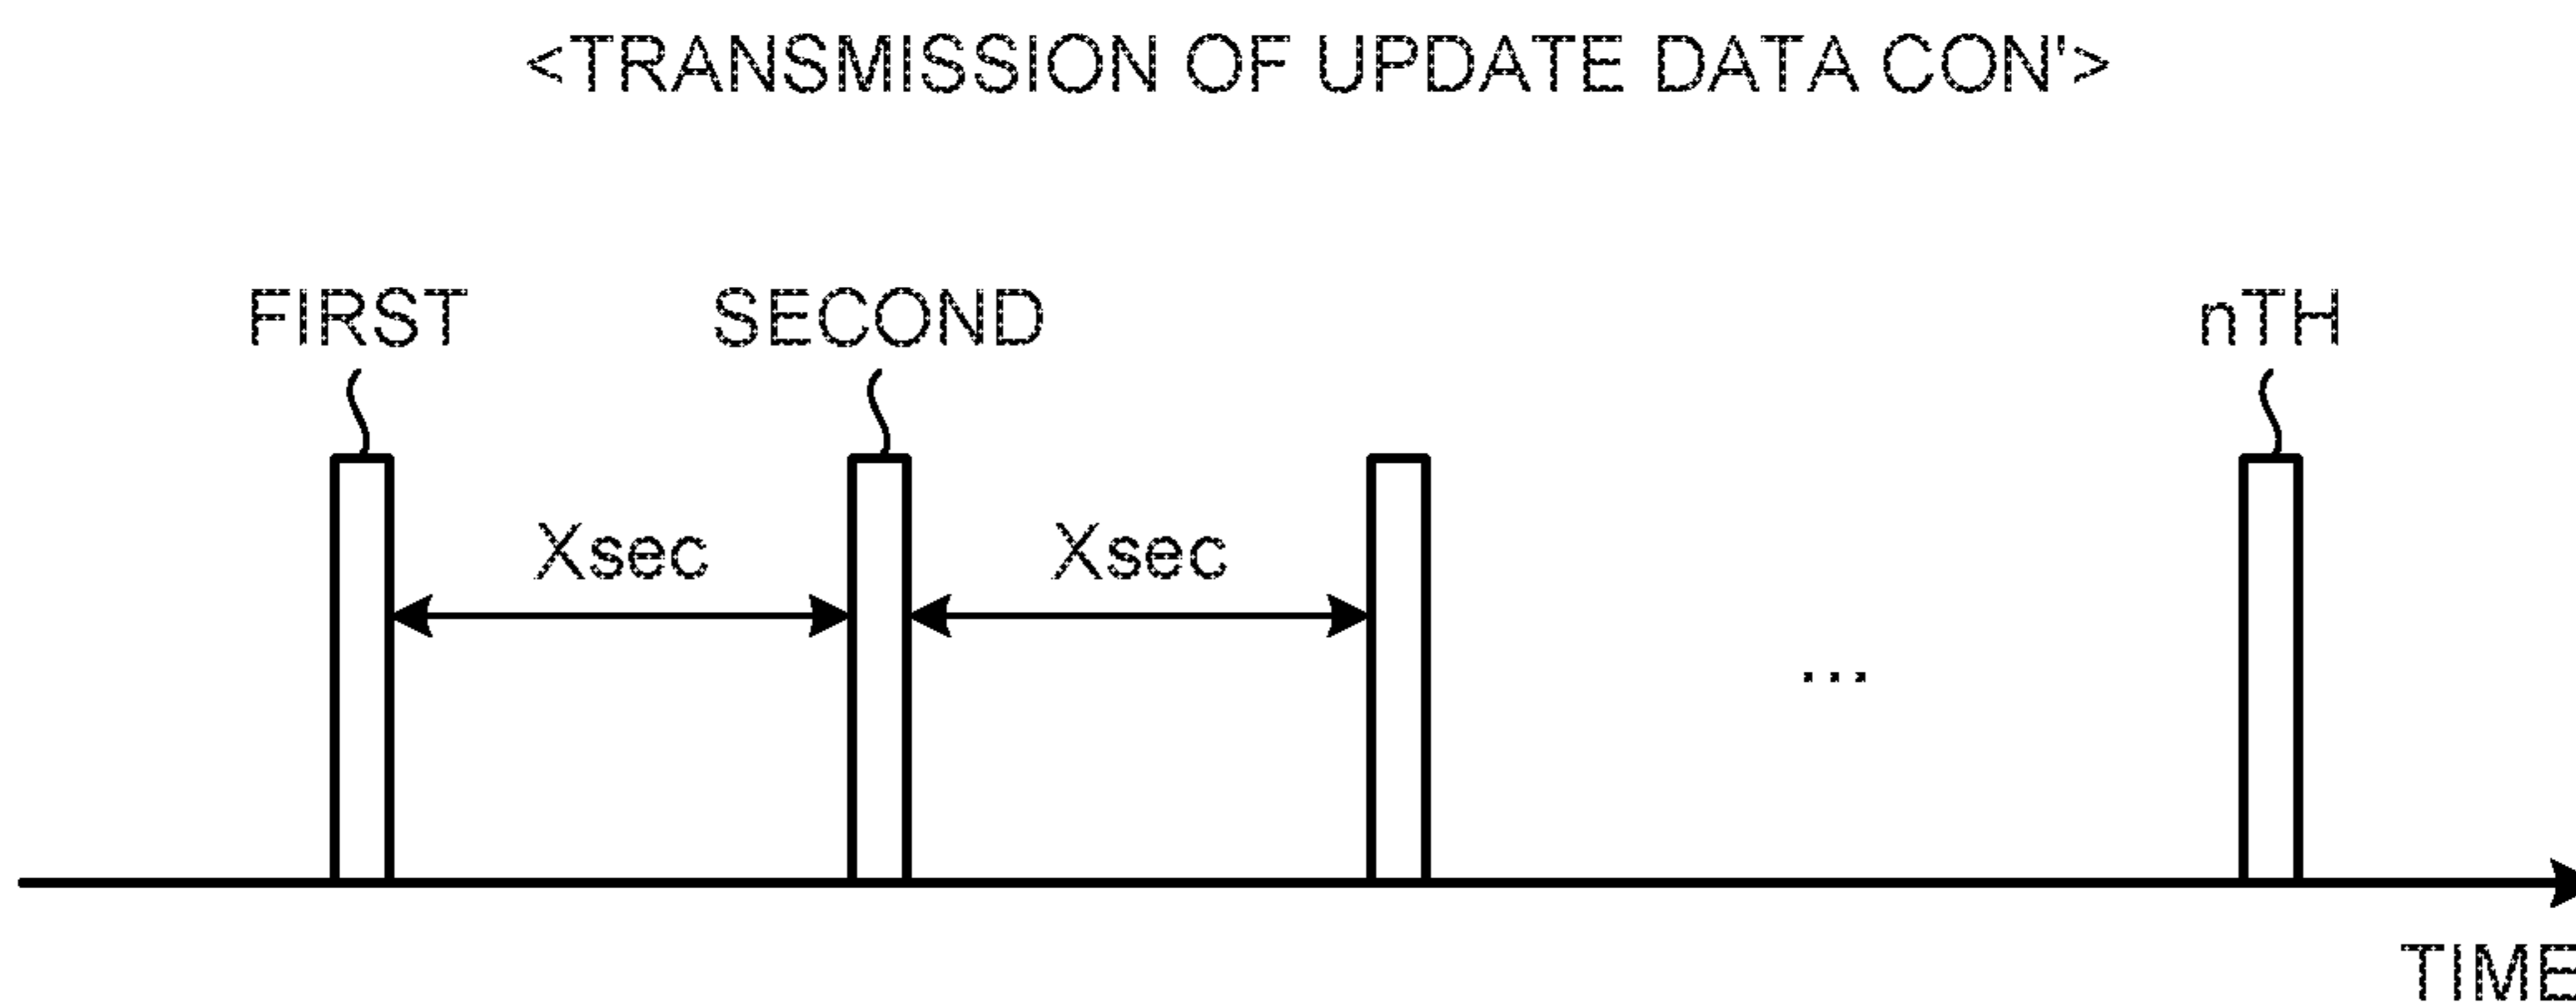 <TRANSMISSION OF UPDATE DATA CON'>
FIRST SECOND nTH
Xsec Xsec
...
TIME